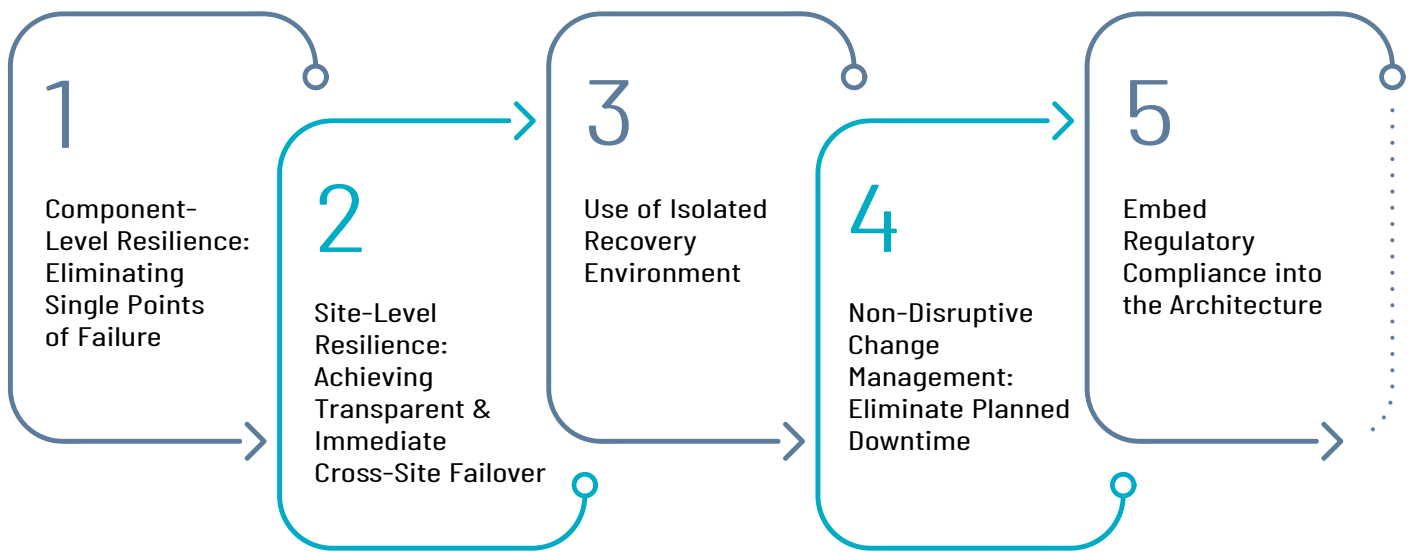 1
Component-
Level Resilience:
Eliminating
Single Points
of Failure
2
Site-Level
Resilience:
Achieving
Transparent &
Immediate
Cross-Site Failover
3
Use of Isolated
Recovery
Environment
4
Non-Disruptive
Change
Management:
Eliminate Planned
Downtime
5
Embed
Regulatory
Compliance into
the Architecture